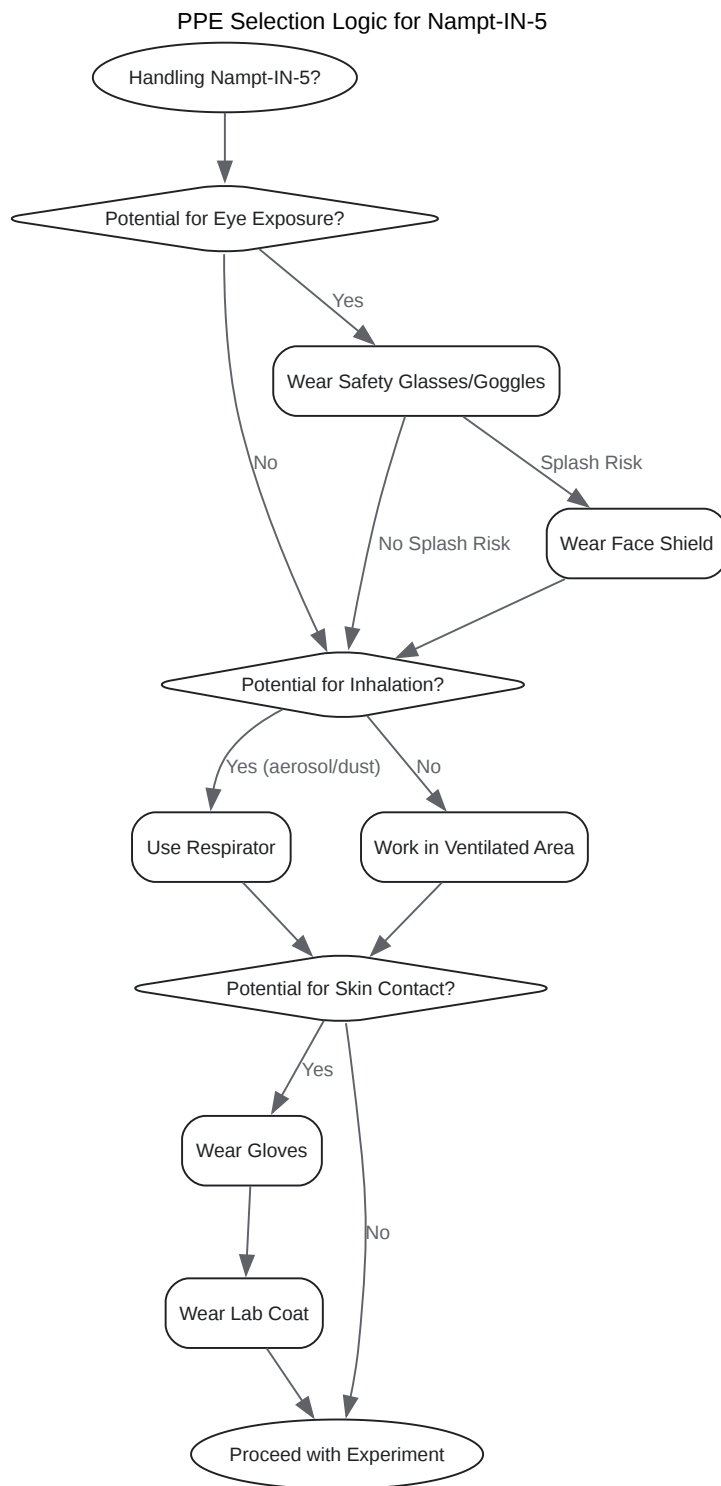 PPE Selection Logic for Nampt-IN-5
Handling Nampt-IN-5?
Potential for Eye Exposure?
Yes
Wear Safety Glasses/Goggles
No
Splash Risk
No Splash Risk
Wear Face Shield
Potential for Inhalation?
Yes (aerosol/dust)
No
Use Respirator
Work in Ventilated Area
Potential for Skin Contact?
Yes
Wear Gloves
No
Wear Lab Coat
Proceed with Experiment